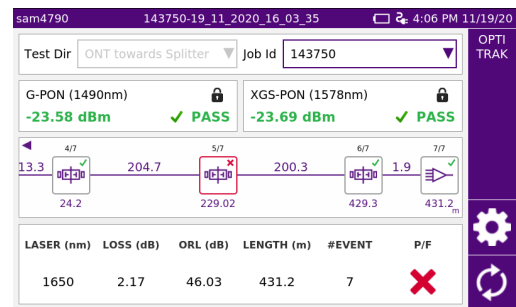 sam4790 143750-19_11_2020_16_03_35 4:06 PM 11/19/20
OPTI
TRAK
Test Dir ONT towards Splitter Job Id 143750
G-PON (1490nm) XGS-PON (1578nm)
-23.58 dBm ✓ PASS -23.69 dBm ✓ PASS
4/7 5/7 6/7 7/7
13.3 204.7 200.3 1.9
24.2 229.02 429.3 431.2
m
LASER (nm) LOSS (dB) ORL (dB) LENGTH (m) #EVENT P/F
1650 2.17 46.03 431.2 7